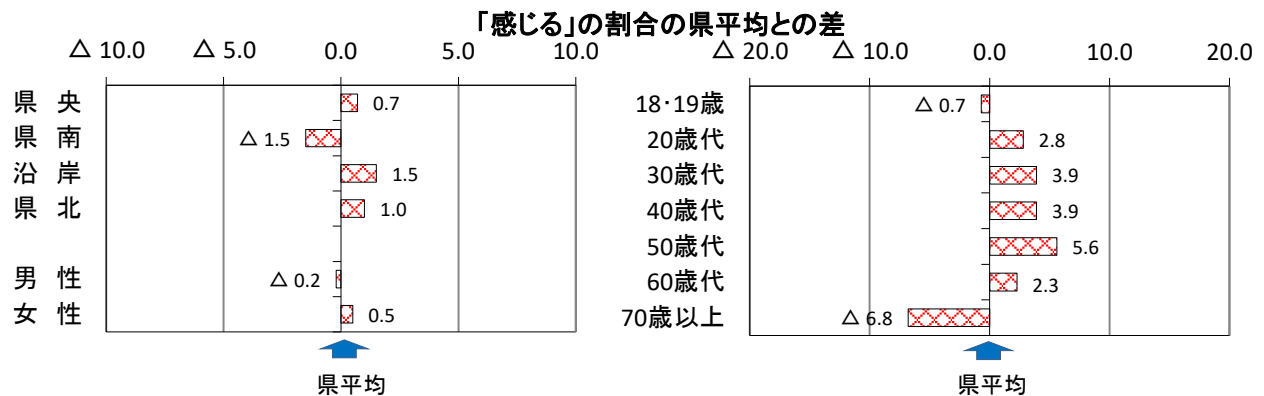 「感じる」の割合の県平均との差
△ 10.0 △ 5.0 0.0 5.0 10.0
県 央 0.7
県 南 △ 1.5
沿 岸 1.5
県 北 1.0
男 性 △ 0.2
女 性 0.5
県平均
△ 20.0 △ 10.0 0.0 10.0 20.0
18･19歳 △ 0.7
20歳代 2.8
30歳代 3.9
40歳代 3.9
50歳代 5.6
60歳代 2.3
70歳以上 △ 6.8
県平均